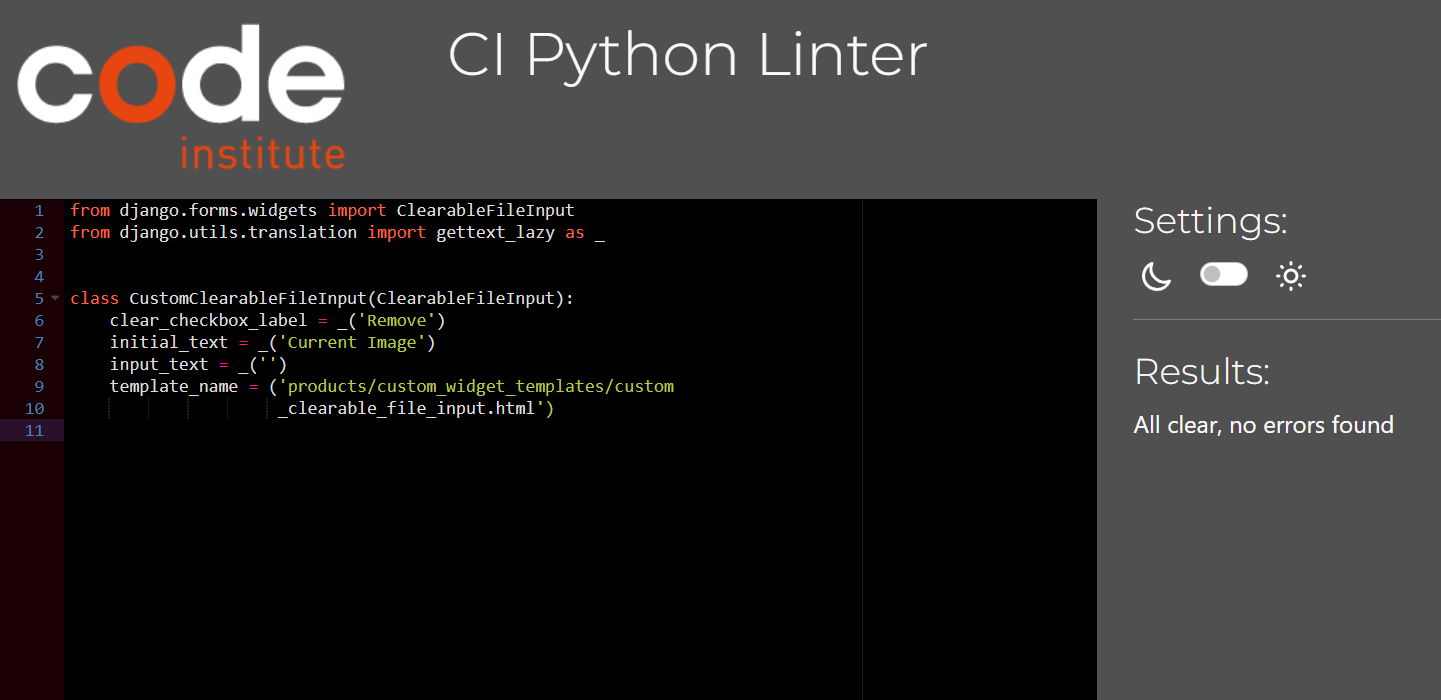 code
institute
CI Python Linter
1 from django.forms.widgets import ClearableFileInput
2 from django.utils.translation import gettext_lazy as _
3
4
5 class CustomClearableFileInput(ClearableFileInput):
6     clear_checkbox_label = _('Remove')
7     initial_text = _('Current Image')
8     input_text = _('')
9     template_name = ('products/custom_widget_templates/custom
10                      _clearable_file_input.html')
11
Settings:
Results:
All clear, no errors found